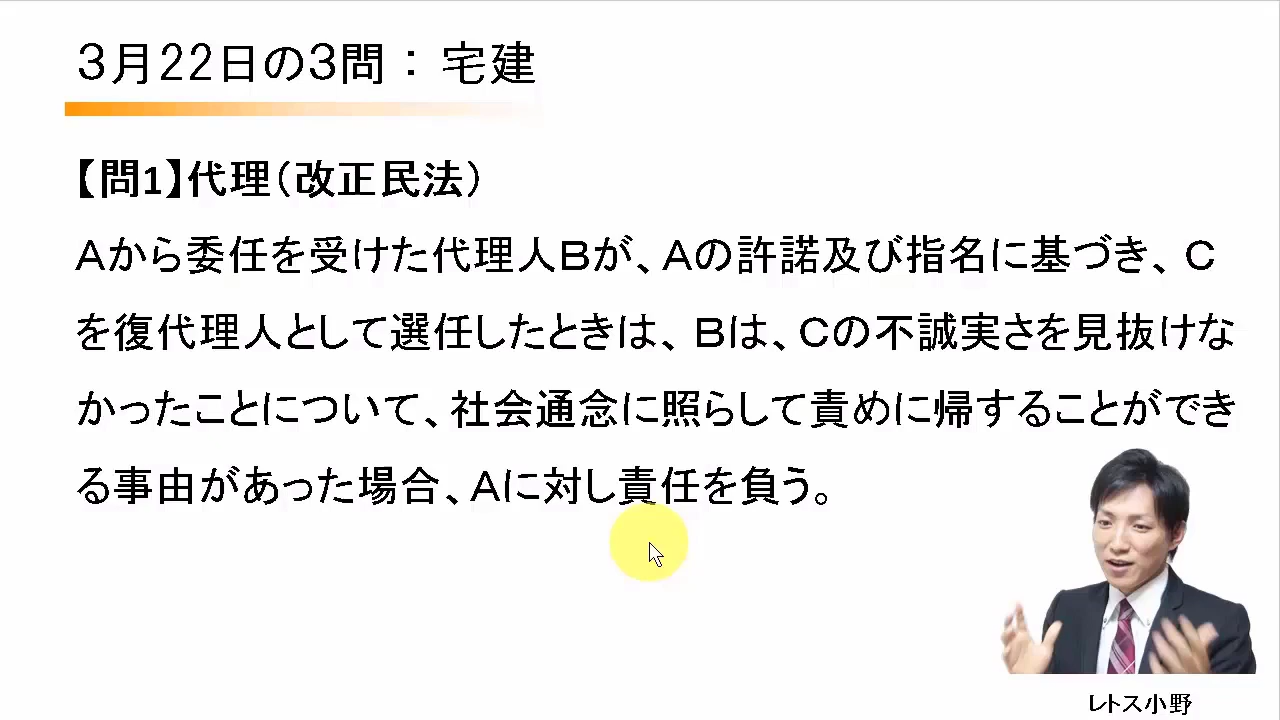 3月22日の3問：宅建
【問1】代理（改正民法）
Aから委任を受けた代理人Bが、Aの許諾及び指名に基づき、C
を復代理人として選任したときは、Bは、Cの不誠実さを見抜けな
かったことについて、社会通念に照らして責めに帰することができ
る事由があった場合、Aに対し責任を負う。
レトス小野